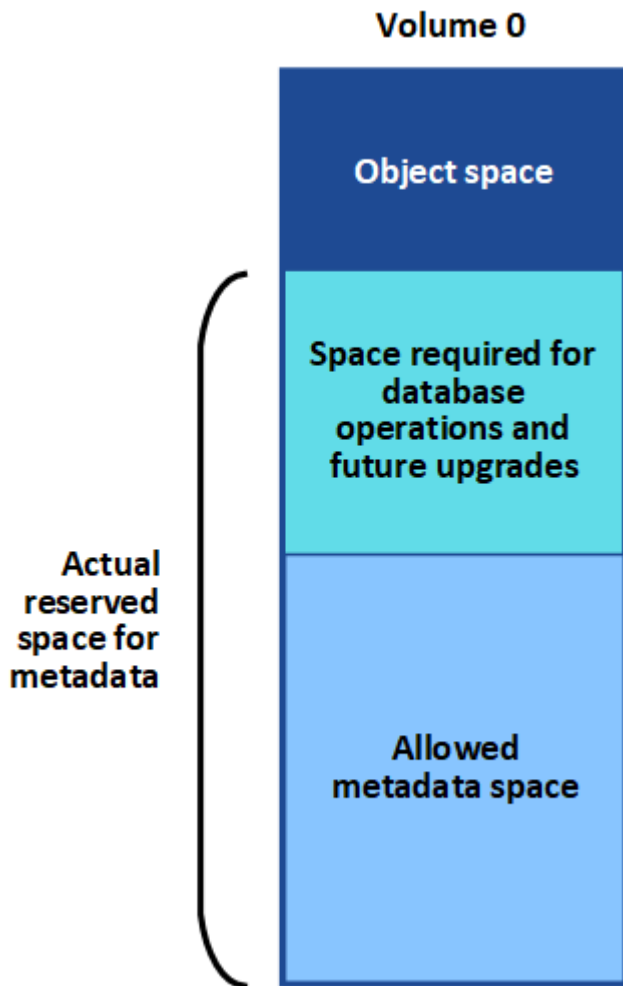 Volume 0
Object space
Space required for
database
operations and
future upgrades
Actual
reserved
space for
metadata
Allowed
metadata space